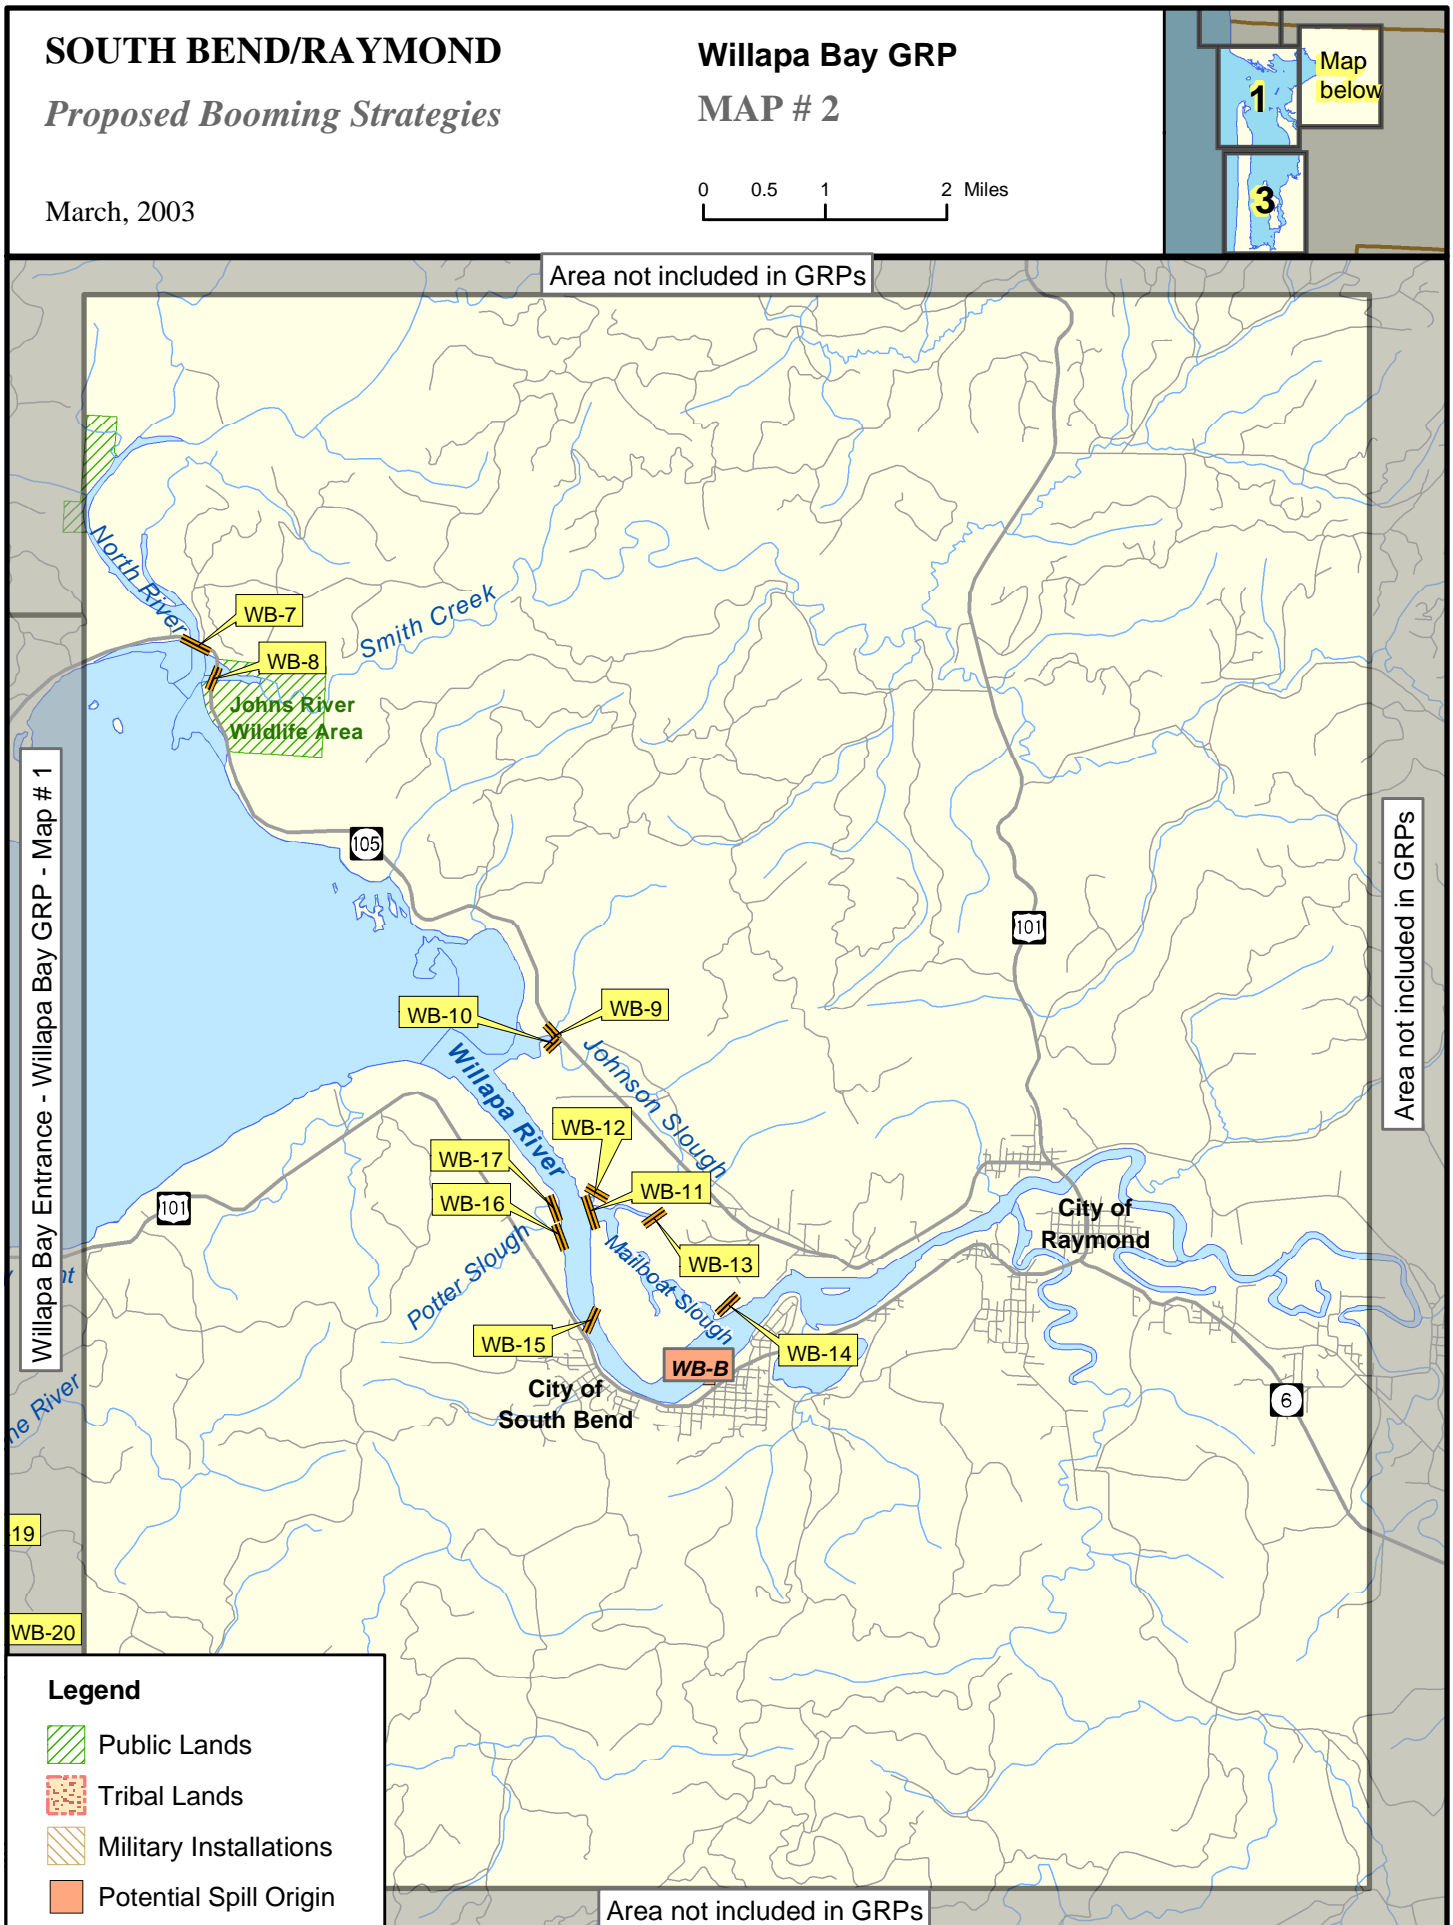 SOUTH BEND/RAYMOND
Proposed Booming Strategies
March, 2003
Willapa Bay GRP
MAP # 2
0 0.5 1 2 Miles
Map
below
1
3
Area not included in GRPs
North River
WB-7
WB-8
Smith Creek
Johns River
Wildlife Area
Willapa Bay Entrance - Willapa Bay GRP - Map # 1
105
101
Area not included in GRPs
WB-10
WB-9
Willapa River
Johnson Slough
WB-12
WB-17
WB-11
WB-16
101
City of
Raymond
WB-13
Potter Slough
Mailboat Slough
WB-15
WB-14
WB-B
City of
South Bend
6
ne River
19
WB-20
Legend
Public Lands
Tribal Lands
Military Installations
Potential Spill Origin
Area not included in GRPs